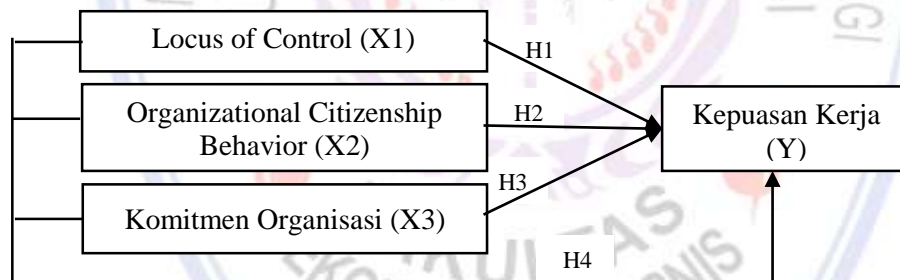 Locus of Control (X1)
H1
Organizational Citizenship
Behavior (X2)
H2
Kepuasan Kerja
(Y)
H3
Komitmen Organisasi (X3)
H4